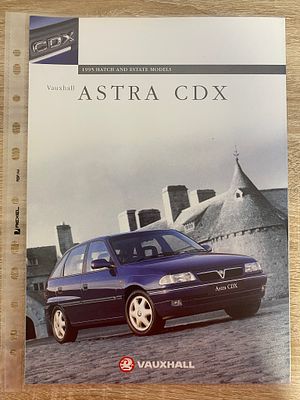 CDX
1995 HATCH AND ESTATE MODELS
Vauxhall ASTRA CDX
Astra CDX
VAUXHALL